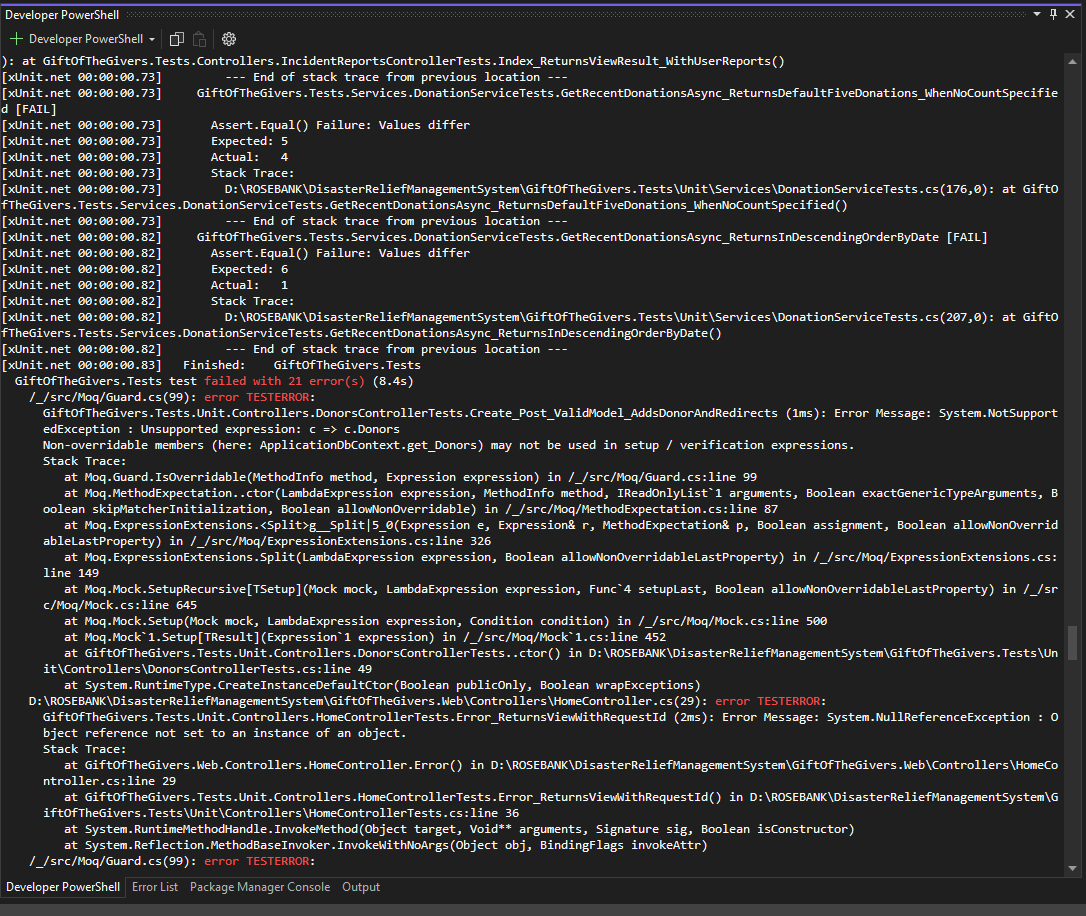 Developer PowerShell
Developer PowerShell
): at GiftOfTheGivers.Tests.Controllers.IncidentReportsControllerTests.Index_ReturnsViewResult_WithUserReports()
[xUnit.net 00:00:00.73]         --- End of stack trace from previous location ---
[xUnit.net 00:00:00.73]     GiftOfTheGivers.Tests.Services.DonationServiceTests.GetRecentDonationsAsync_ReturnsDefaultFiveDonations_WhenNoCountSpecifie
d [FAIL]
[xUnit.net 00:00:00.73]       Assert.Equal() Failure: Values differ
[xUnit.net 00:00:00.73]       Expected: 5
[xUnit.net 00:00:00.73]       Actual:   4
[xUnit.net 00:00:00.73]       Stack Trace:
[xUnit.net 00:00:00.73]         D:\ROSEBANK\DisasterReliefManagementSystem\GiftOfTheGivers.Tests\Unit\Services\DonationServiceTests.cs(176,0): at GiftO
fTheGivers.Tests.Services.DonationServiceTests.GetRecentDonationsAsync_ReturnsDefaultFiveDonations_WhenNoCountSpecified()
[xUnit.net 00:00:00.73]         --- End of stack trace from previous location ---
[xUnit.net 00:00:00.82]     GiftOfTheGivers.Tests.Services.DonationServiceTests.GetRecentDonationsAsync_ReturnsInDescendingOrderByDate [FAIL]
[xUnit.net 00:00:00.82]       Assert.Equal() Failure: Values differ
[xUnit.net 00:00:00.82]       Expected: 6
[xUnit.net 00:00:00.82]       Actual:   1
[xUnit.net 00:00:00.82]       Stack Trace:
[xUnit.net 00:00:00.82]         D:\ROSEBANK\DisasterReliefManagementSystem\GiftOfTheGivers.Tests\Unit\Services\DonationServiceTests.cs(207,0): at GiftO
fTheGivers.Tests.Services.DonationServiceTests.GetRecentDonationsAsync_ReturnsInDescendingOrderByDate()
[xUnit.net 00:00:00.82]         --- End of stack trace from previous location ---
[xUnit.net 00:00:00.83]   Finished:    GiftOfTheGivers.Tests
GiftOfTheGivers.Tests test failed with 21 error(s) (8.4s)
/_/src/Moq/Guard.cs(99): error TESTERROR:
GiftOfTheGivers.Tests.Unit.Controllers.DonorsControllerTests.Create_Post_ValidModel_AddsDonorAndRedirects (1ms): Error Message: System.NotSupport
edException : Unsupported expression: c => c.Donors
Non-overridable members (here: ApplicationDbContext.get_Donors) may not be used in setup / verification expressions.
Stack Trace:
at Moq.Guard.IsOverridable(MethodInfo method, Expression expression) in /_/src/Moq/Guard.cs:line 99
at Moq.MethodExpectation..ctor(LambdaExpression expression, MethodInfo method, IReadOnlyList`1 arguments, Boolean exactGenericTypeArguments, B
oolean skipMatcherInitialization, Boolean allowNonOverridable) in /_/src/Moq/MethodExpectation.cs:line 87
at Moq.ExpressionExtensions.<Split>g__Split|5_0(Expression e, Expression& r, MethodExpectation& p, Boolean assignment, Boolean allowNonOverrid
ableLastProperty) in /_/src/Moq/ExpressionExtensions.cs:line 326
at Moq.ExpressionExtensions.Split(LambdaExpression expression, Boolean allowNonOverridableLastProperty) in /_/src/Moq/ExpressionExtensions.cs:
line 149
at Moq.Mock.SetupRecursive[TSetup](Mock mock, LambdaExpression expression, Func`4 setupLast, Boolean allowNonOverridableLastProperty) in /_/sr
c/Moq/Mock.cs:line 645
at Moq.Mock.Setup(Mock mock, LambdaExpression expression, Condition condition) in /_/src/Moq/Mock.cs:line 500
at Moq.Mock`1.Setup[TResult](Expression`1 expression) in /_/src/Moq/Mock`1.cs:line 452
at GiftOfTheGivers.Tests.Unit.Controllers.DonorsControllerTests..ctor() in D:\ROSEBANK\DisasterReliefManagementSystem\GiftOfTheGivers.Tests\Un
it\Controllers\DonorsControllerTests.cs:line 49
at System.RuntimeType.CreateInstanceDefaultCtor(Boolean publicOnly, Boolean wrapExceptions)
D:\ROSEBANK\DisasterReliefManagementSystem\GiftOfTheGivers.Web\Controllers\HomeController.cs(29): error TESTERROR:
GiftOfTheGivers.Tests.Unit.Controllers.HomeControllerTests.Error_ReturnsViewWithRequestId (2ms): Error Message: System.NullReferenceException : O
bject reference not set to an instance of an object.
Stack Trace:
at GiftOfTheGivers.Web.Controllers.HomeController.Error() in D:\ROSEBANK\DisasterReliefManagementSystem\GiftOfTheGivers.Web\Controllers\HomeCo
ntroller.cs:line 29
at GiftOfTheGivers.Tests.Unit.Controllers.HomeControllerTests.Error_ReturnsViewWithRequestId() in D:\ROSEBANK\DisasterReliefManagementSystem\G
iftOfTheGivers.Tests\Unit\Controllers\HomeControllerTests.cs:line 36
at System.RuntimeMethodHandle.InvokeMethod(Object target, Void** arguments, Signature sig, Boolean isConstructor)
at System.Reflection.MethodBaseInvoker.InvokeWithNoArgs(Object obj, BindingFlags invokeAttr)
/_/src/Moq/Guard.cs(99): error TESTERROR:
Developer PowerShell Error List Package Manager Console Output